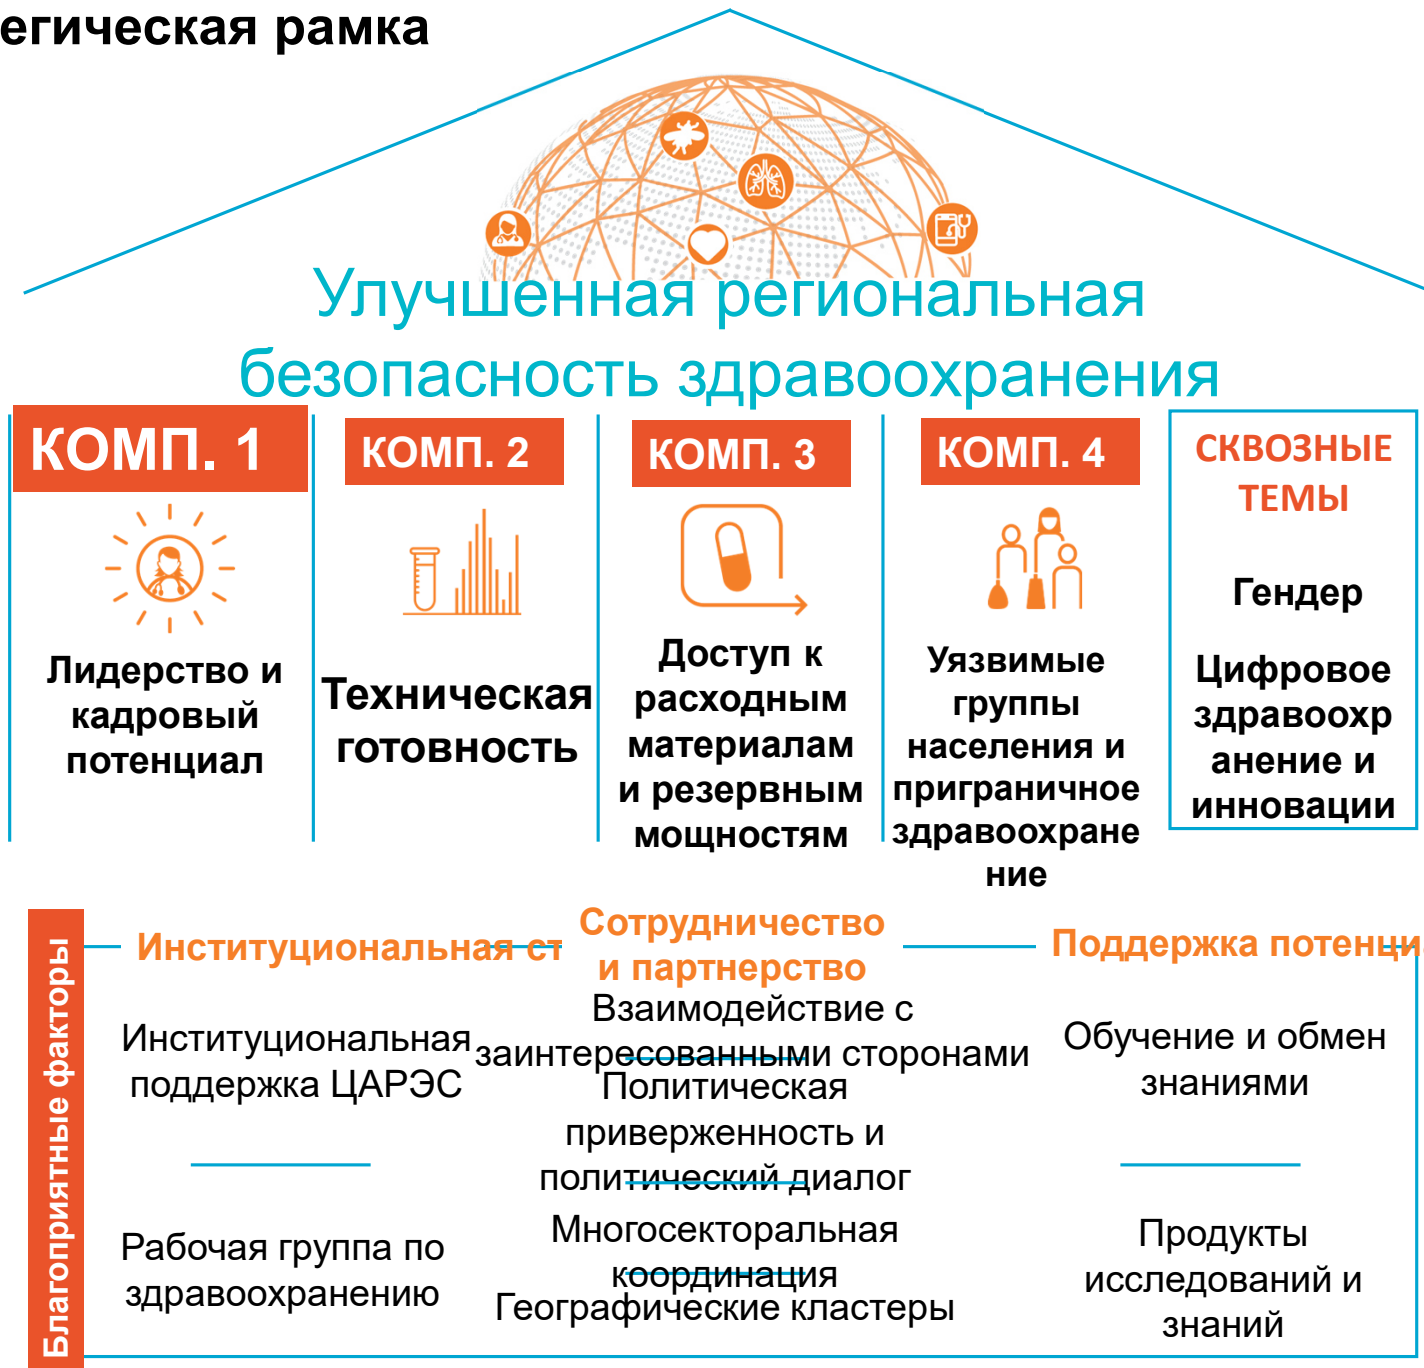 егическая рамка
Улучшенная региональная
безопасность здравоохранения
КОМП. 1
Лидерство и
кадровый
потенциал
КОМП. 2
Техническая
готовность
КОМП. 3
Доступ к
расходным
материалам
и резервным
мощностям
КОМП. 4
Уязвимые
группы
населения и
приграничное
здравоохране
ние
СКВОЗНЫЕ
ТЕМЫ
Гендер
Цифровое
здравоохр
анение и
инновации
Благоприятные факторы
Институциональная ст
Институциональная
поддержка ЦАРЭС
Рабочая группа по
здравоохранению
Сотрудничество
и партнерство
Взаимодействие с
заинтересованными сторонами
Политическая
приверженность и
политический диалог
Многосекторальная
координация
Географические кластеры
Поддержка потенци
Обучение и обмен
знаниями
Продукты
исследований и
знаний